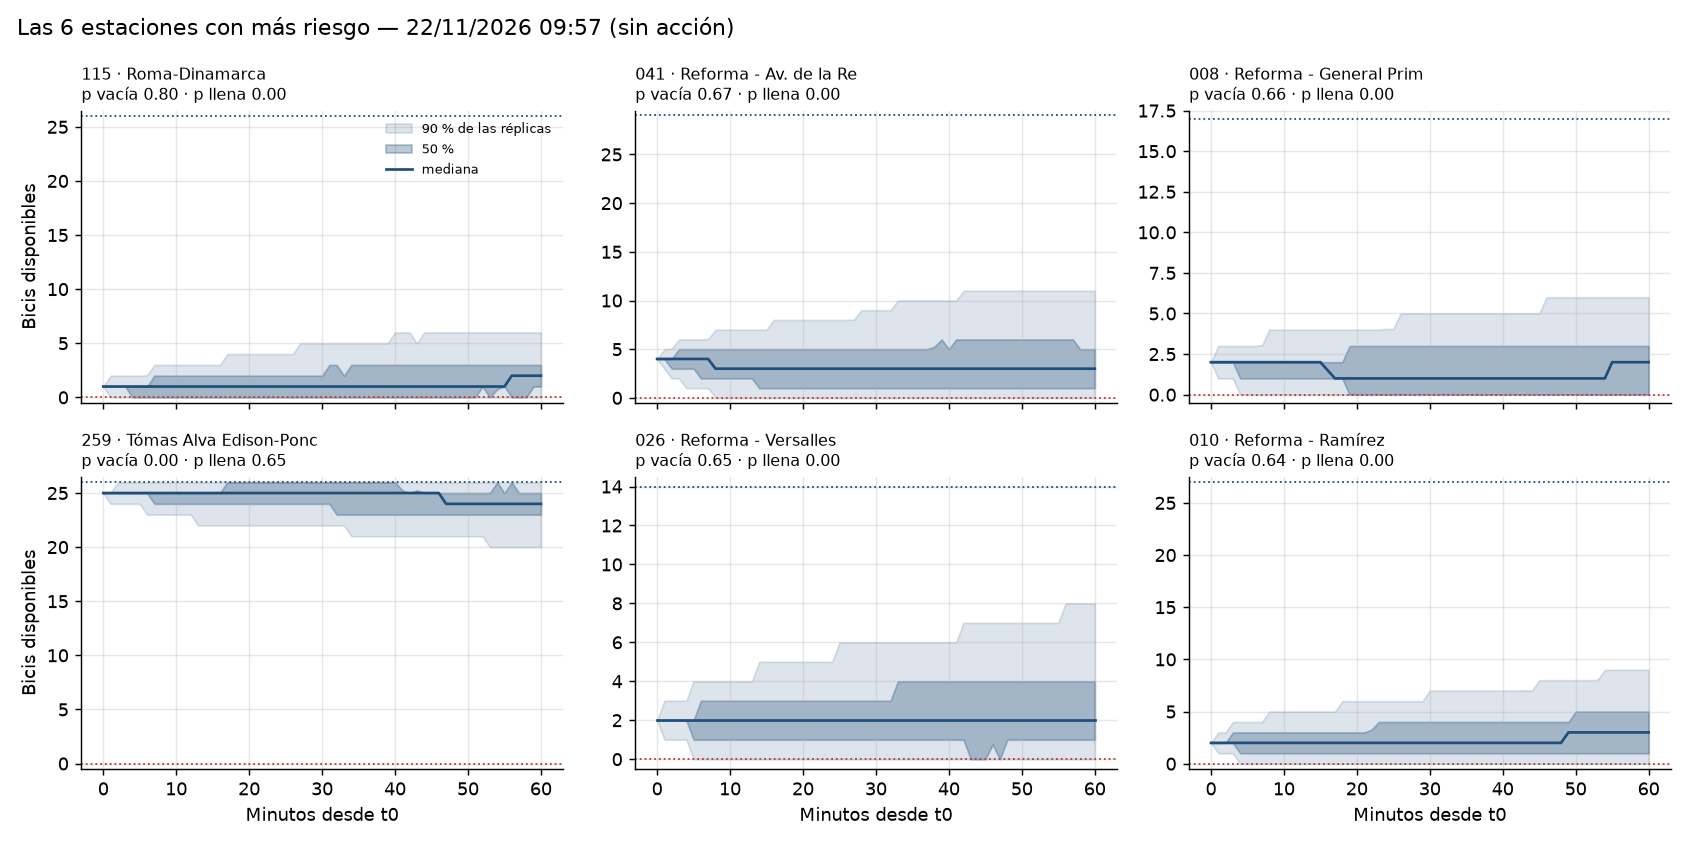 Las 6 estaciones con más riesgo — 22/11/2026 09:57 (sin acción)
115 · Roma-Dinamarca
p vacía 0.80 · p llena 0.00
25
20
15
10
5
0
Bicis disponibles
90 % de las réplicas
50 %
mediana
041 · Reforma - Av. de la Re
p vacía 0.67 · p llena 0.00
25
20
15
10
5
0
008 · Reforma - General Prim
p vacía 0.66 · p llena 0.00
17.5
15.0
12.5
10.0
7.5
5.0
2.5
0.0
259 · Tómas Alva Edison-Ponc
p vacía 0.00 · p llena 0.65
25
20
15
10
5
0
Bicis disponibles
0 10 20 30 40 50 60
Minutos desde t0
026 · Reforma - Versalles
p vacía 0.65 · p llena 0.00
14
12
10
8
6
4
2
0
0 10 20 30 40 50 60
Minutos desde t0
010 · Reforma - Ramírez
p vacía 0.64 · p llena 0.00
25
20
15
10
5
0
0 10 20 30 40 50 60
Minutos desde t0